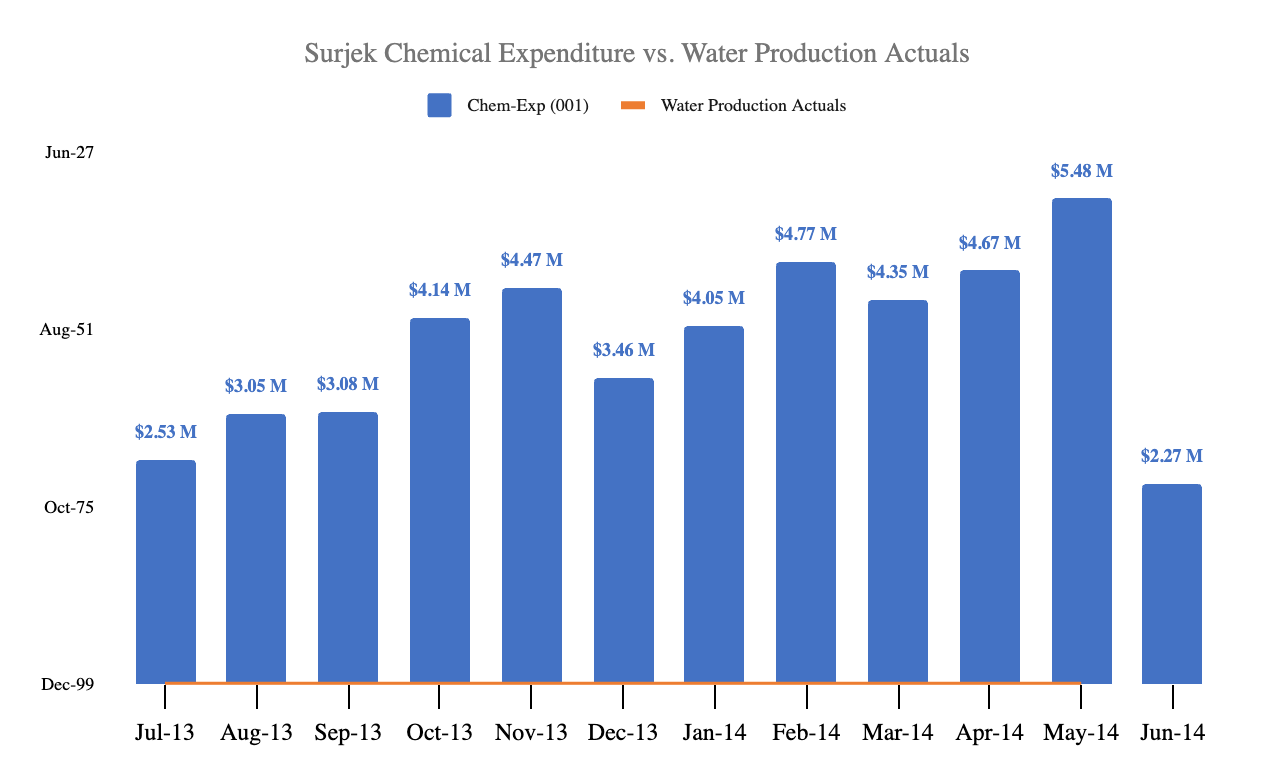 Surjek Chemical Expenditure vs. Water Production Actuals
Chem-Exp (001) Water Production Actuals
Jun-27
$5.48 M
$4.77 M
$4.67 M
$4.47 M
$4.35 M
$4.14 M
$4.05 M
Aug-51
$3.46 M
$3.05 M
$3.08 M
$2.53 M
$2.27 M
Oct-75
Dec-99
Jul-13 Aug-13 Sep-13 Oct-13 Nov-13 Dec-13 Jan-14 Feb-14 Mar-14 Apr-14 May-14 Jun-14